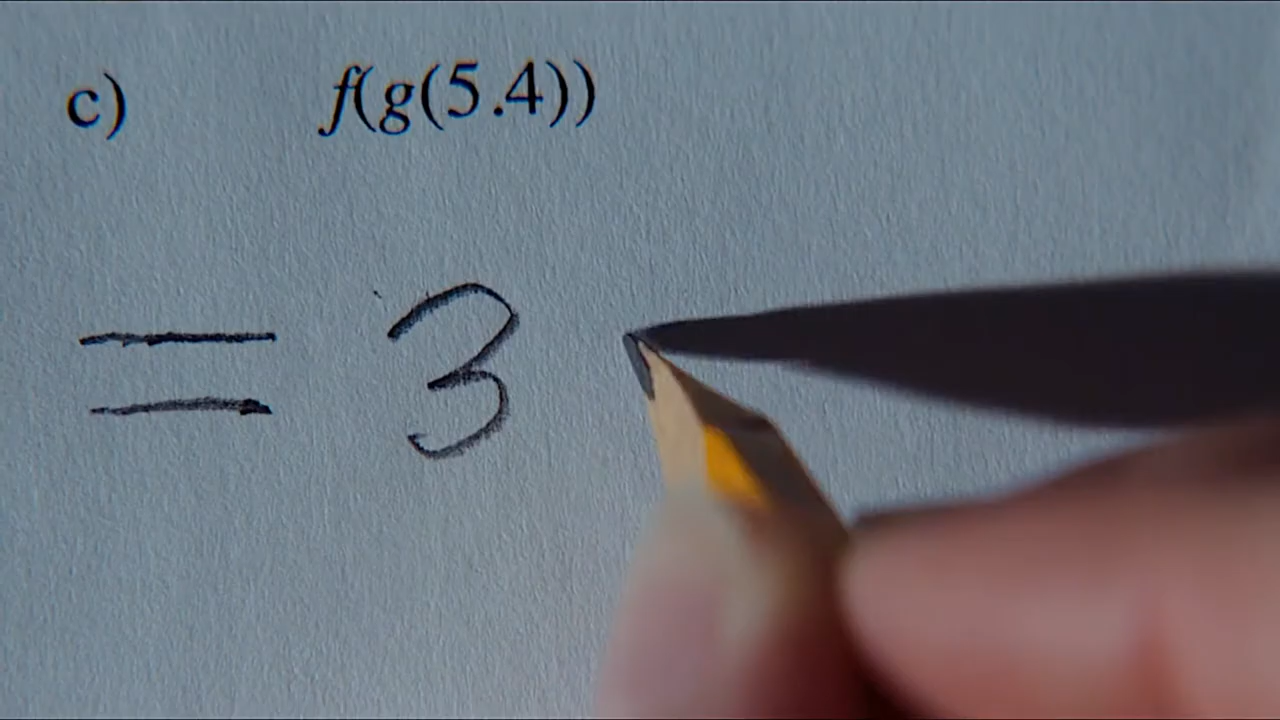 c) f(g(5.4))
= 3